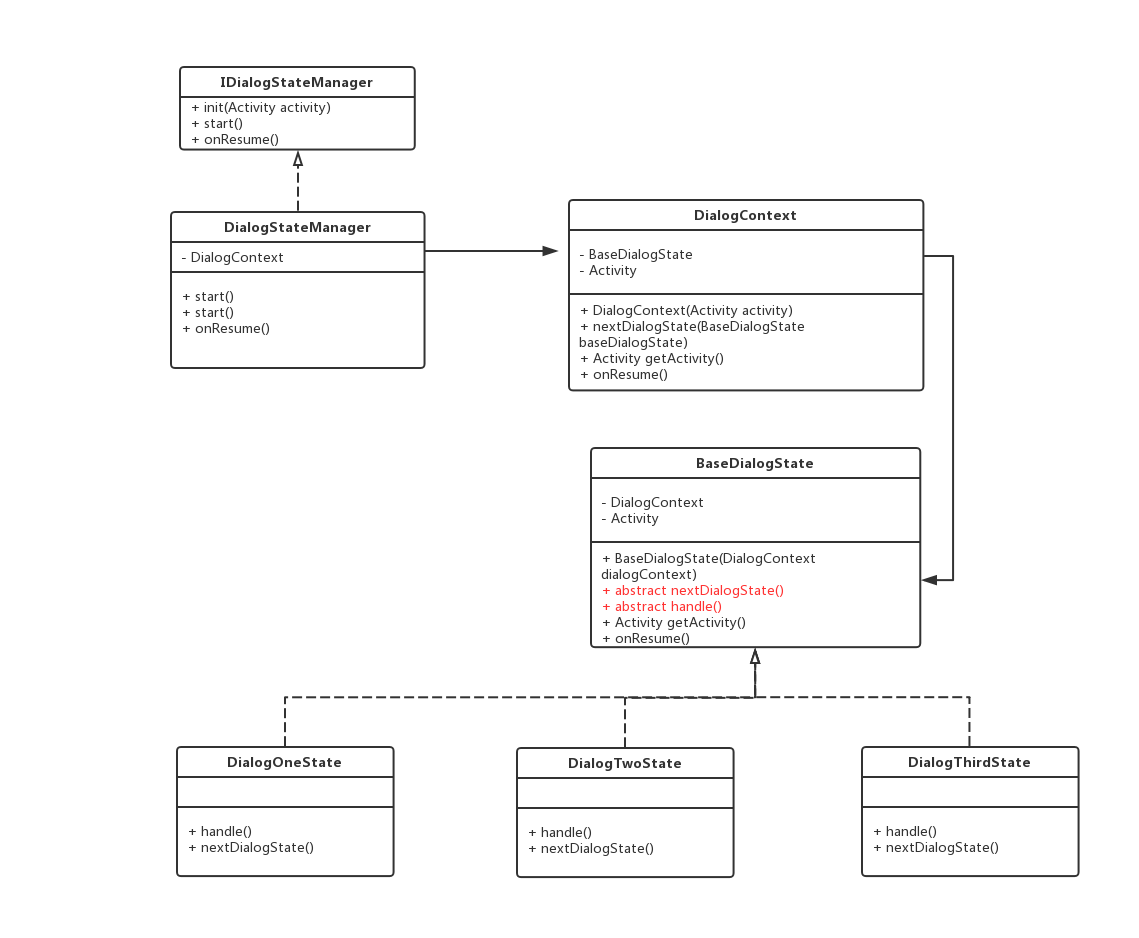 IDialogStateManager
+ init(Activity activity)
+ start()
+ onResume()
DialogStateManager
- DialogContext
+ start()
+ start()
+ onResume()
DialogContext
- BaseDialogState
- Activity
+ DialogContext(Activity activity)
+ nextDialogState(BaseDialogState
baseDialogState)
+ Activity getActivity()
+ onResume()
BaseDialogState
- DialogContext
- Activity
+ BaseDialogState(DialogContext
dialogContext)
+ abstract nextDialogState()
+ abstract handle()
+ Activity getActivity()
+ onResume()
DialogOneState
+ handle()
+ nextDialogState()
DialogTwoState
+ handle()
+ nextDialogState()
DialogThirdState
+ handle()
+ nextDialogState()